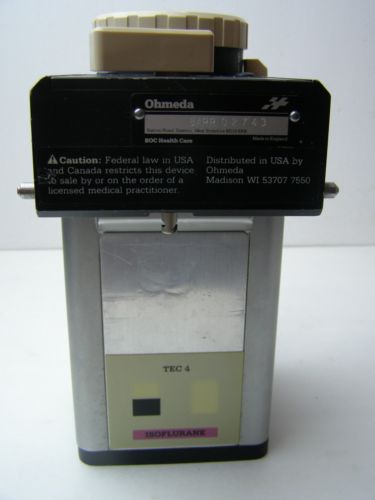 Ohmeda
BOC Health Care
Made in England
Caution: Federal law in USA
and Canada restricts this device
to sale by or on the order of a
licensed medical practitioner.
Distributed in USA by
Ohmeda
Madison WI 53707 7550
TEC 4
ISOFLURANE